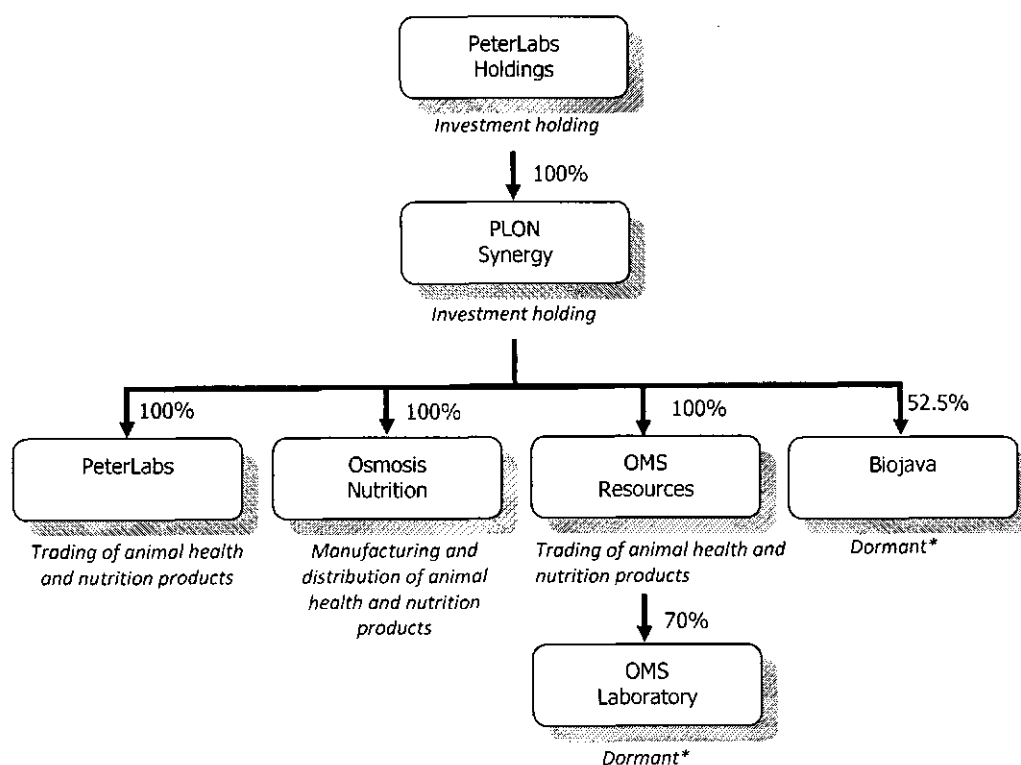 PeterLabs
Holdings
Investment holding
100%
PLON
Synergy
Investment holding
100%
100%
100%
52.5%
PeterLabs
Osmosis
Nutrition
OMS
Resources
Biojava
Trading of animal health
and nutrition products
Manufacturing and
distribution of animal
health and nutrition
products
Trading of animal health and
nutrition products
Dormant*
70%
OMS
Laboratory
Dormant*